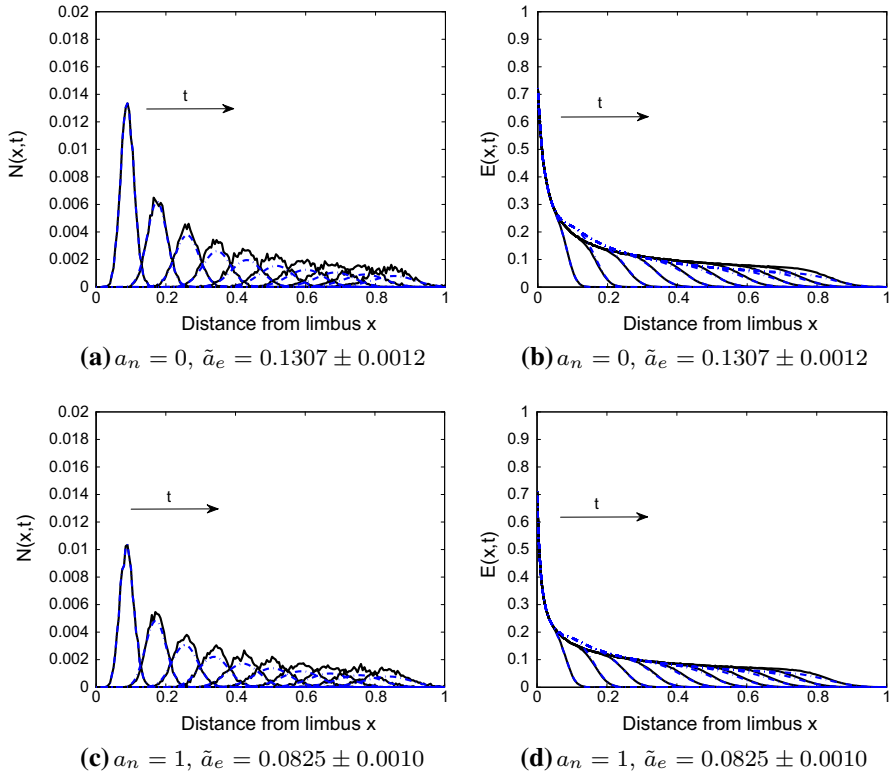 0.02
0.018
0.016
0.014
0.012
0.01
0.008
0.006
0.004
0.002
0
N(x,t)
t
0 0.2 0.4 0.6 0.8 1
Distance from limbus x
(a) a_n = 0, ã_e = 0.1307 ± 0.0012
1
0.9
0.8
0.7
0.6
0.5
0.4
0.3
0.2
0.1
0
E(x,t)
t
0 0.2 0.4 0.6 0.8 1
Distance from limbus x
(b) a_n = 0, ã_e = 0.1307 ± 0.0012
0.02
0.018
0.016
0.014
0.012
0.01
0.008
0.006
0.004
0.002
0
N(x,t)
t
0 0.2 0.4 0.6 0.8 1
Distance from limbus x
(c) a_n = 1, ã_e = 0.0825 ± 0.0010
1
0.9
0.8
0.7
0.6
0.5
0.4
0.3
0.2
0.1
0
E(x,t)
t
0 0.2 0.4 0.6 0.8 1
Distance from limbus x
(d) a_n = 1, ã_e = 0.0825 ± 0.0010